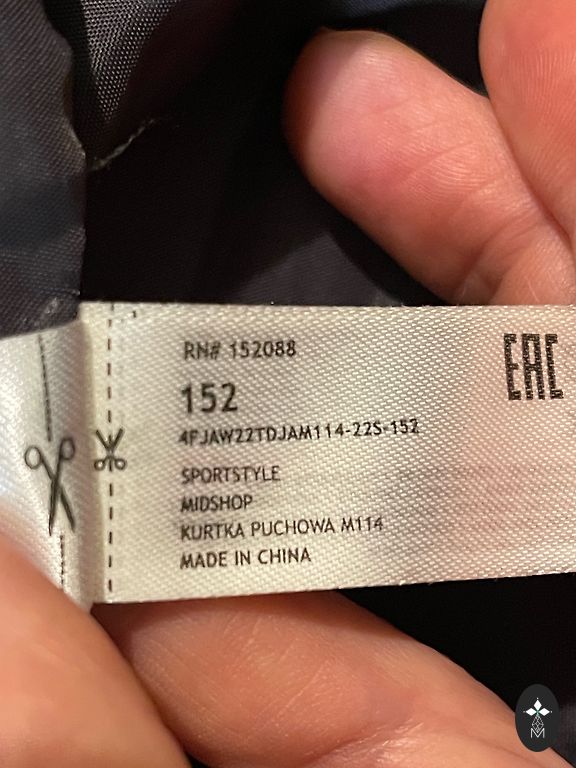 RN# 152088
EAC
152
4FJAW22TDJAM114-22S-152
SPORTSTYLE
MIDSHOP
KURTKA PUCHOWA M114
MADE IN CHINA
M